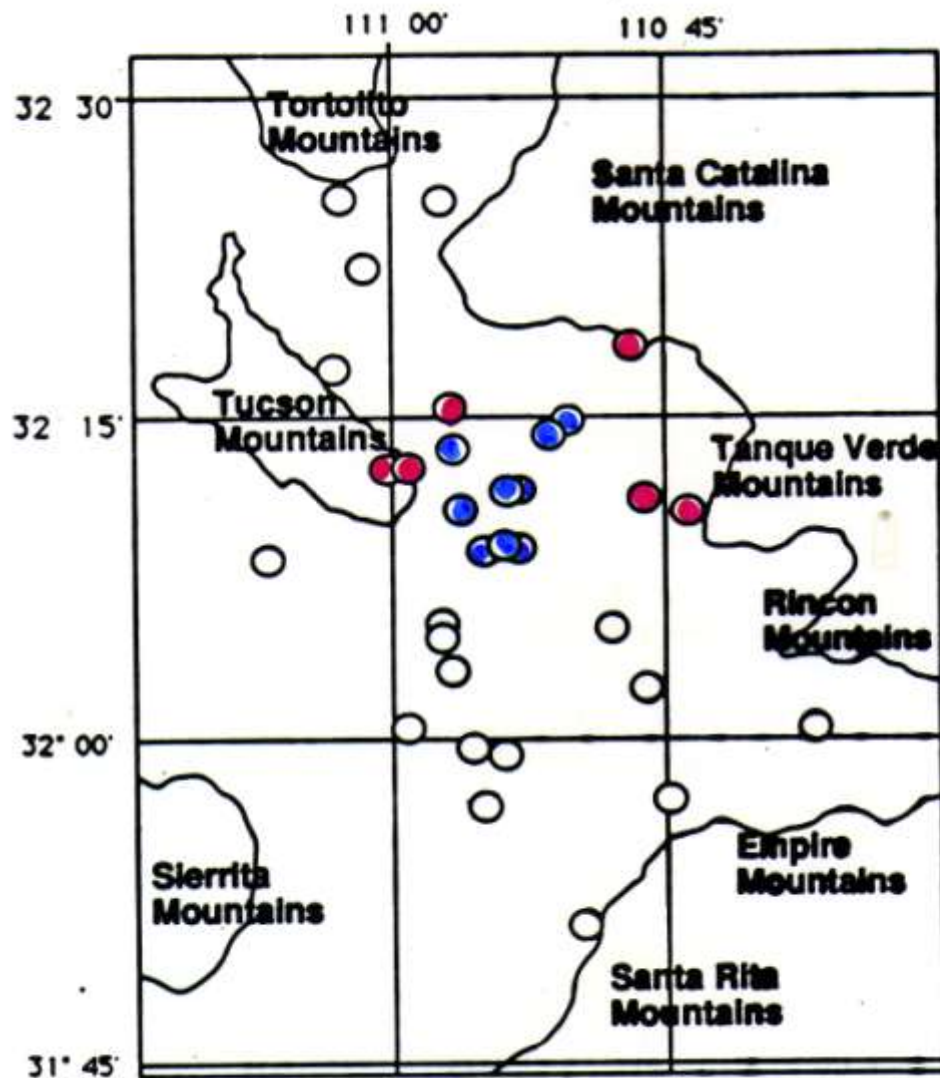 111 00'
110 45'
32 30'
Tortolito
Mountains
Santa Catalina
Mountains
32 15'
Tucson
Mountains
Tanque Verde
Mountains
Rincon
Mountains
32° 00'
Empire
Mountains
Sierrita
Mountains
Santa Rita
Mountains
31° 45'